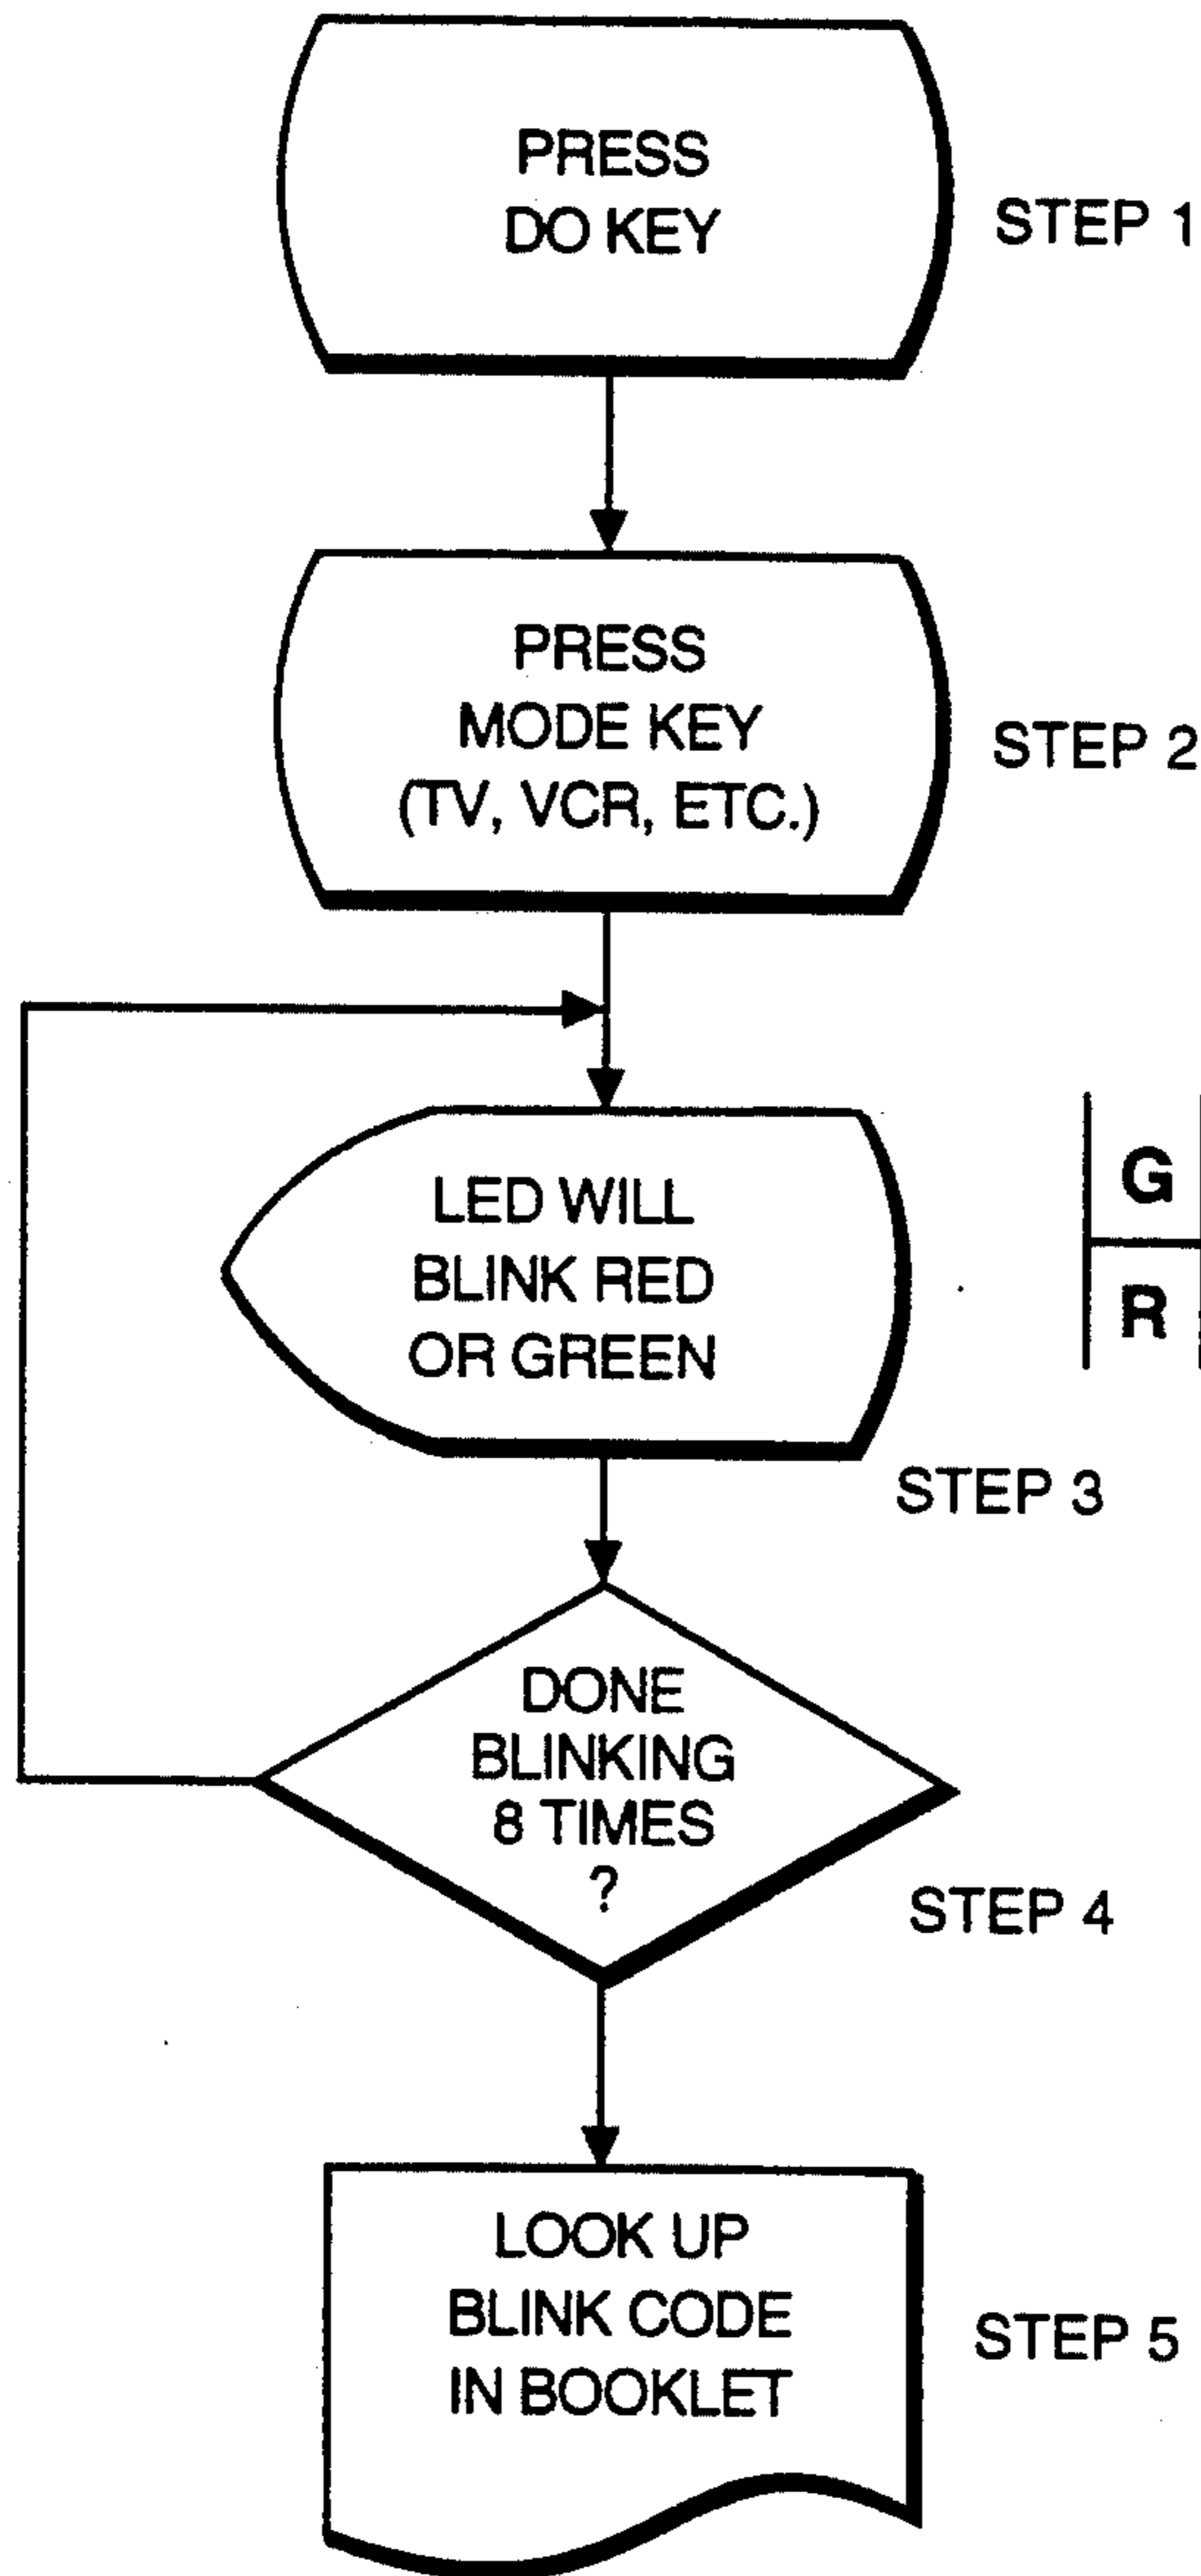 PRESS
DO KEY
STEP 1
PRESS
MODE KEY
(TV, VCR, ETC.)
STEP 2
LED WILL
BLINK RED
OR GREEN
G
R
STEP 3
DONE
BLINKING
8 TIMES
?
STEP 4
LOOK UP
BLINK CODE
IN BOOKLET
STEP 5